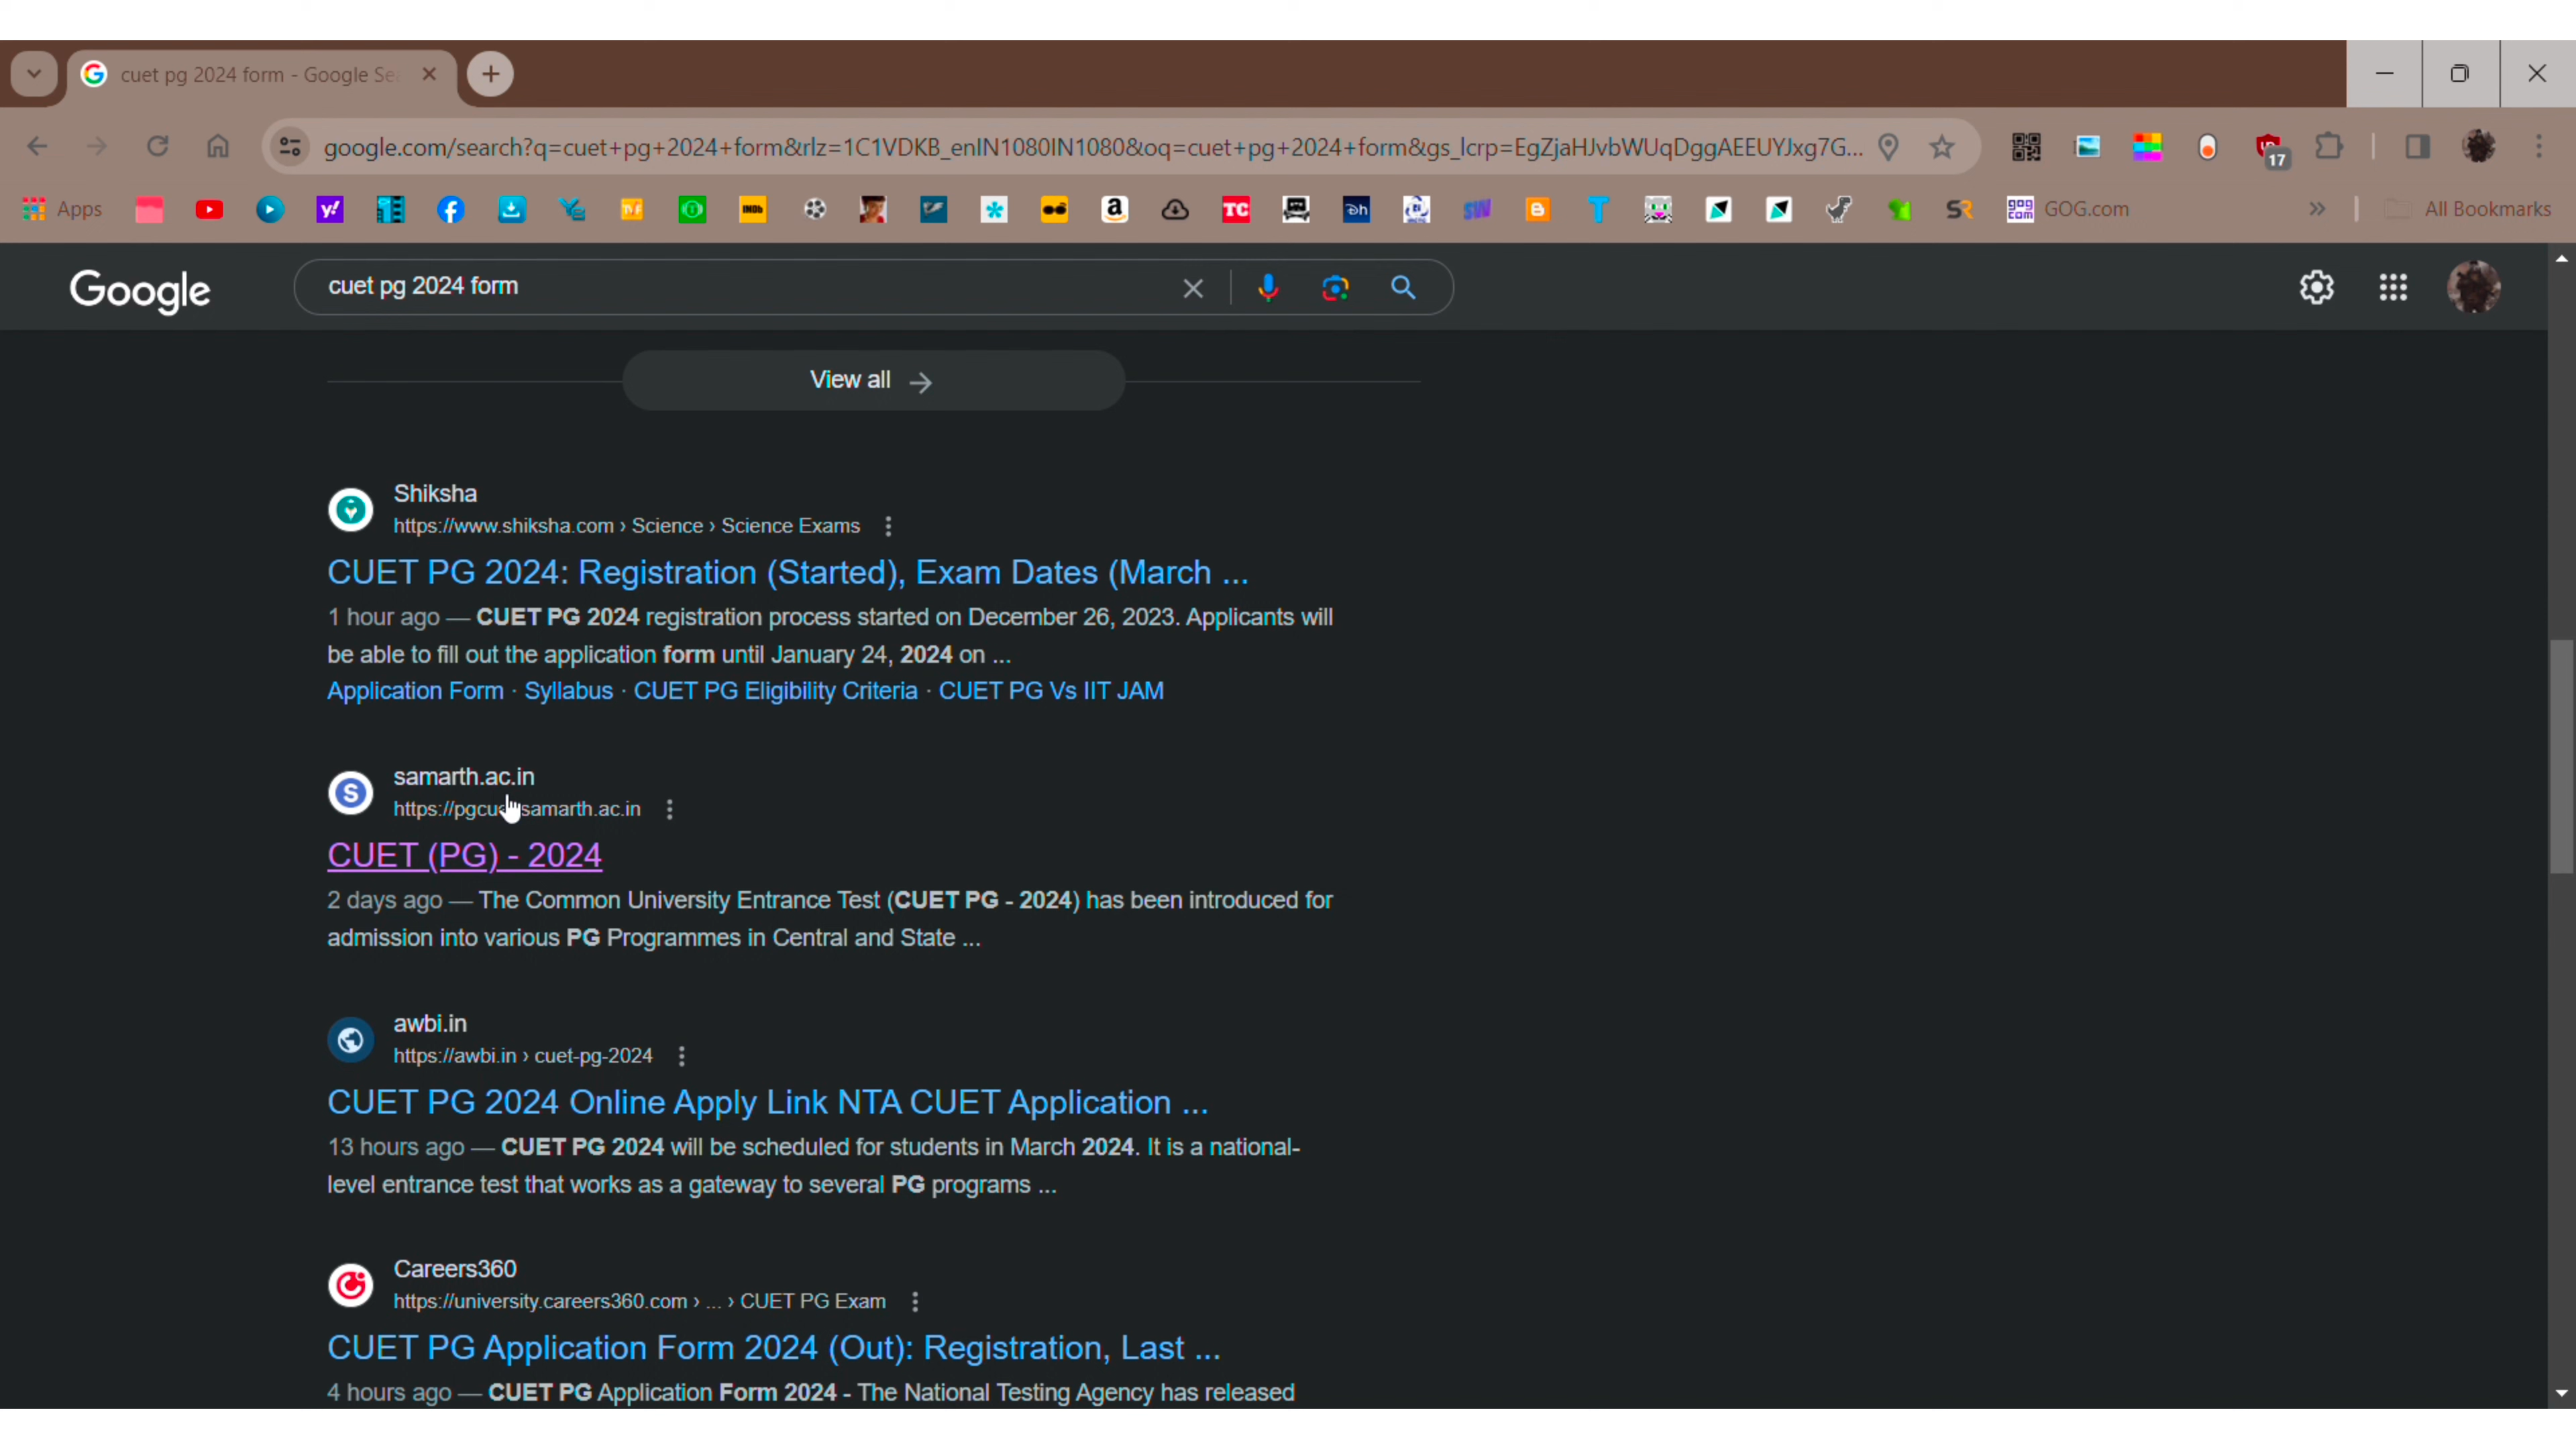 cuet pg 2024 form - Google Se
google.com/search?q=cuet+pg+2024+form&rlz=1C1VDKB_enIN1080IN1080&oq=cuet+pg+2024+form&gs_lcrp=EgZjaHJvbWUqDggAEEUYJxg7G...
17
Apps
GOG.com
All Bookmarks
Google
cuet pg 2024 form
View all
Shiksha
https://www.shiksha.com › Science › Science Exams
CUET PG 2024: Registration (Started), Exam Dates (March ...
1 hour ago — CUET PG 2024 registration process started on December 26, 2023. Applicants will
be able to fill out the application form until January 24, 2024 on ...
Application Form · Syllabus · CUET PG Eligibility Criteria · CUET PG Vs IIT JAM
samarth.ac.in
https://pgcu samarth.ac.in
CUET (PG) - 2024
2 days ago — The Common University Entrance Test (CUET PG - 2024) has been introduced for
admission into various PG Programmes in Central and State ...
awbi.in
https://awbi.in › cuet-pg-2024
CUET PG 2024 Online Apply Link NTA CUET Application ...
13 hours ago — CUET PG 2024 will be scheduled for students in March 2024. It is a national-
level entrance test that works as a gateway to several PG programs ...
Careers360
https://university.careers360.com › ... › CUET PG Exam
CUET PG Application Form 2024 (Out): Registration, Last ...
4 hours ago — CUET PG Application Form 2024 - The National Testing Agency has released